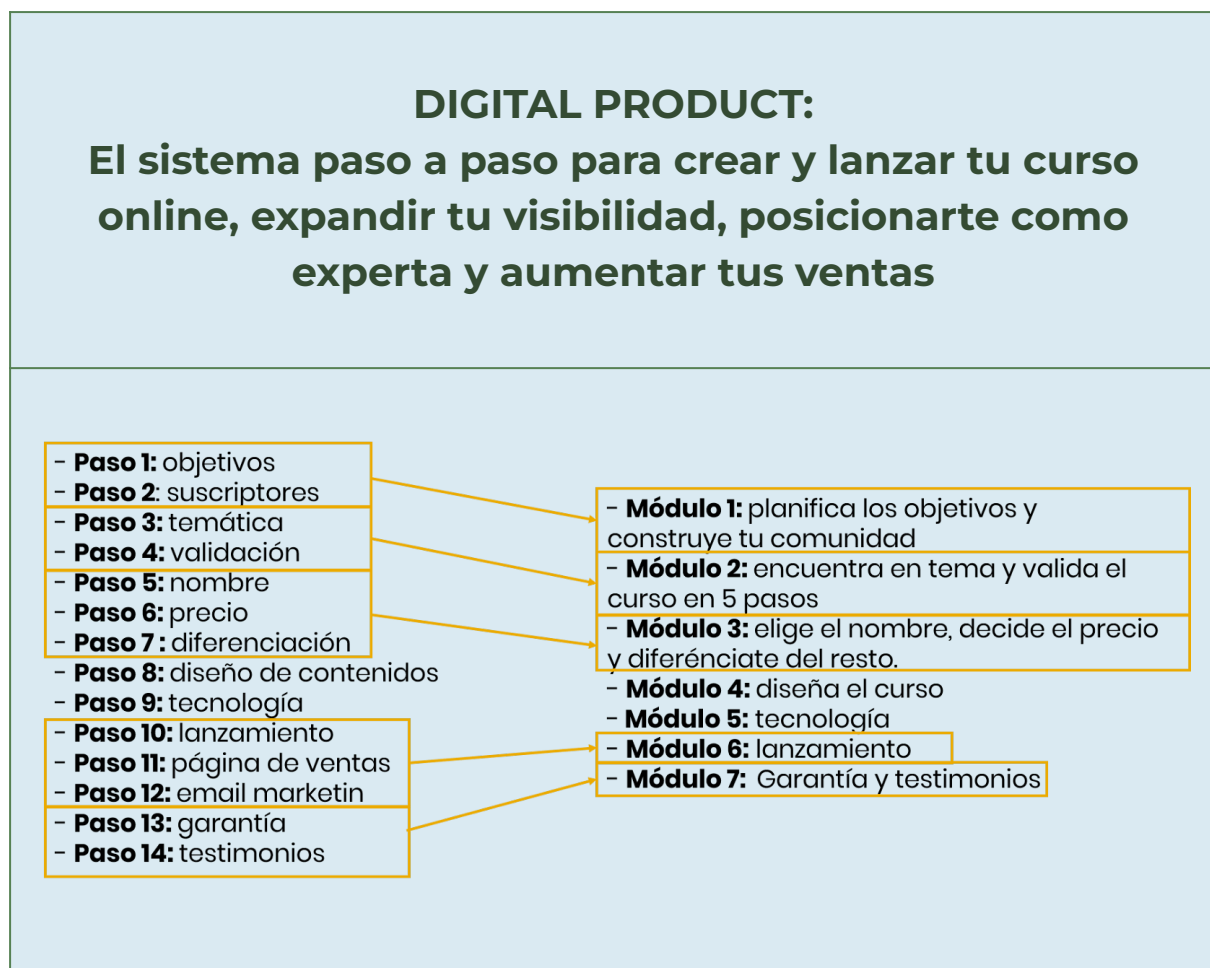 DIGITAL PRODUCT:
El sistema paso a paso para crear y lanzar tu curso
online, expandir tu visibilidad, posicionarte como
experta y aumentar tus ventas
- Paso 1: objetivos
- Paso 2: suscriptores
- Paso 3: temática
- Paso 4: validación
- Paso 5: nombre
- Paso 6: precio
- Paso 7 : diferenciación
- Paso 8: diseño de contenidos
- Paso 9: tecnología
- Paso 10: lanzamiento
- Paso 11: página de ventas
- Paso 12: email marketin
- Paso 13: garantía
- Paso 14: testimonios
- Módulo 1: planifica los objetivos y
construye tu comunidad
- Módulo 2: encuentra en tema y valida el
curso en 5 pasos
- Módulo 3: elige el nombre, decide el precio
y diferénciate del resto.
- Módulo 4: diseña el curso
- Módulo 5: tecnología
- Módulo 6: lanzamiento
- Módulo 7: Garantía y testimonios